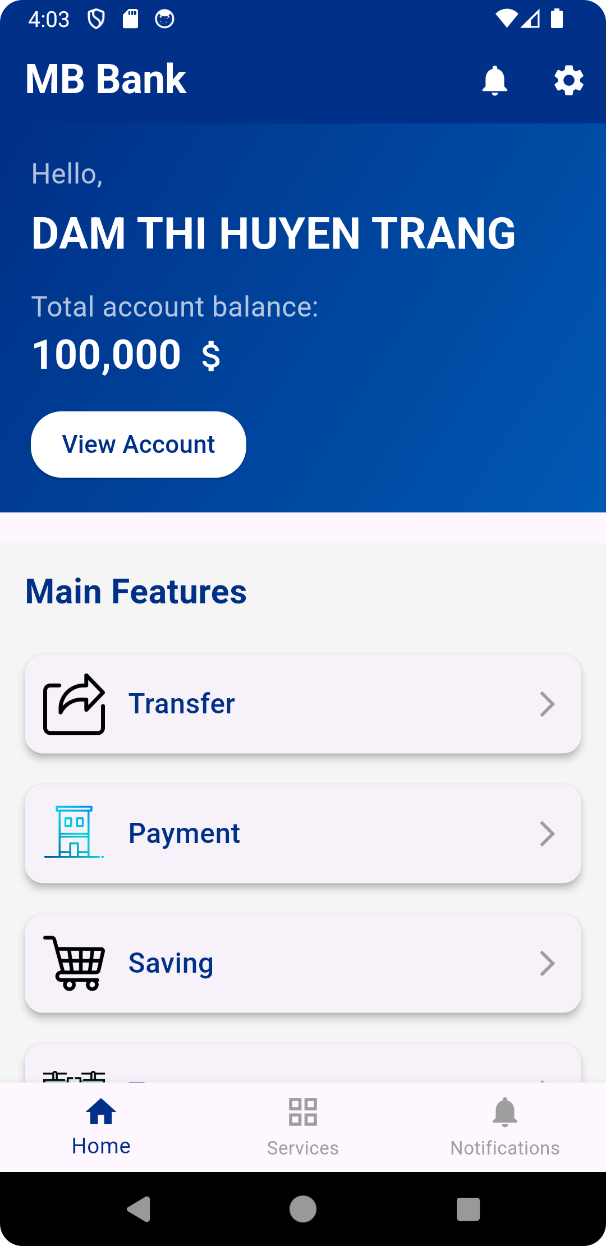 4:03
MB Bank
Hello,
DAM THI HUYEN TRANG
Total account balance:
100,000 $
View Account
Main Features
Transfer
Payment
Saving
Home
Services
Notifications